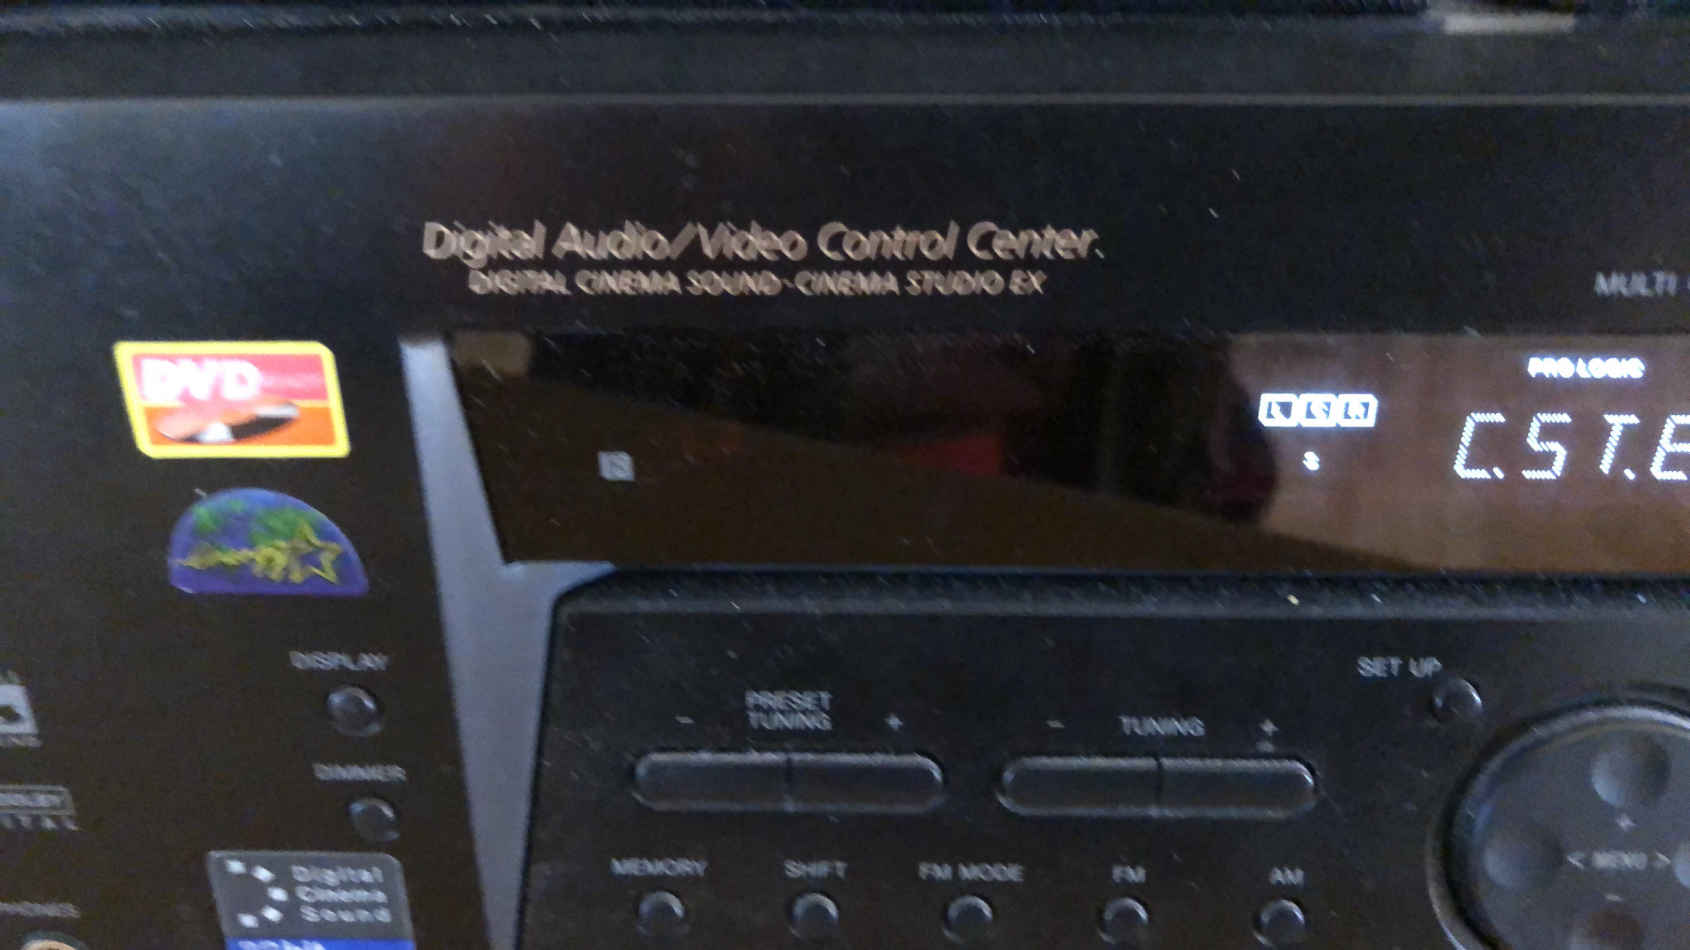 Digital Audio/Video Control Center
DIGITAL CINEMA SOUND-CINEMA STUDIO EX
MULTI
DVD
PRO LOGIC
L C R
S
C.ST.E
DISPLAY
SET UP
- PRESET TUNING +
- TUNING +
DIMMER
MEMORY
SHIFT
FM MODE
FM
AM
+
< MENU >
-
Digital
Cinema
Sound